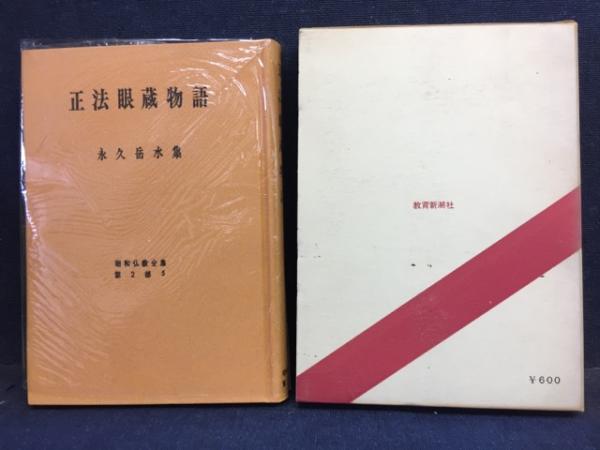 正法眼蔵物語
永久岳水集
昭和仏教全集
第2部5
教育新潮社
¥600